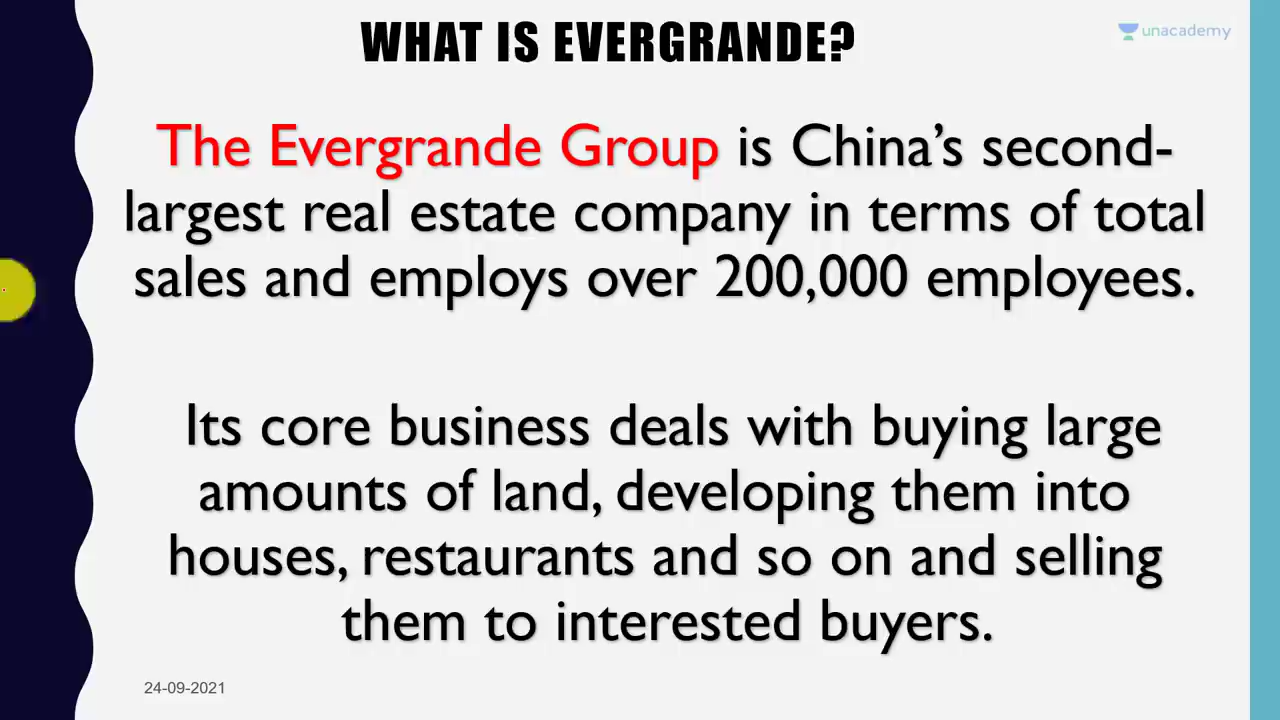 WHAT IS EVERGRANDE?
unacademy
The Evergrande Group is China’s second-
largest real estate company in terms of total
sales and employs over 200,000 employees.
Its core business deals with buying large
amounts of land, developing them into
houses, restaurants and so on and selling
them to interested buyers.
24-09-2021